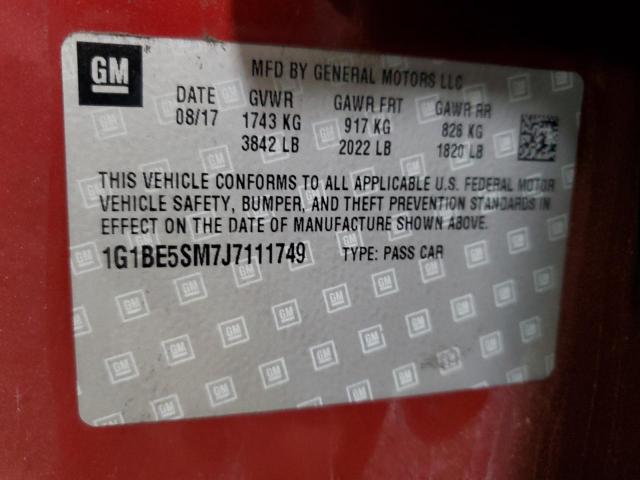 GM
MFD BY GENERAL MOTORS LLC
DATE GVWR GAWR FRT GAWR RR
08/17 1743 KG 917 KG 826 KG
3842 LB 2022 LB 1820 LB
THIS VEHICLE CONFORMS TO ALL APPLICABLE U.S. FEDERAL MOTOR
VEHICLE SAFETY, BUMPER, AND THEFT PREVENTION STANDARDS IN
EFFECT ON THE DATE OF MANUFACTURE SHOWN ABOVE.
1G1BE5SM7J7111749 TYPE: PASS CAR